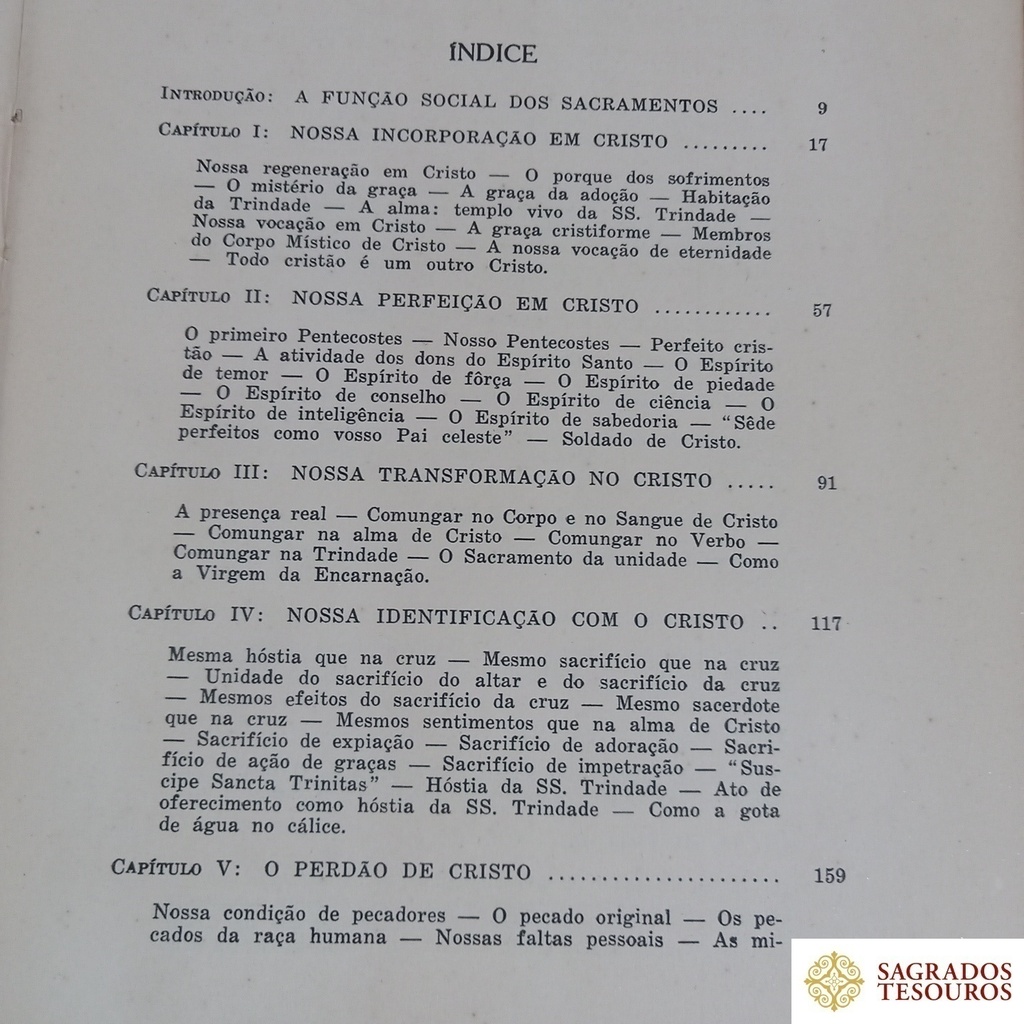 ÍNDICE
INTRODUÇÃO: A FUNÇÃO SOCIAL DOS SACRAMENTOS .... 9
CAPÍTULO I: NOSSA INCORPORAÇÃO EM CRISTO ......... 17
Nossa regeneração em Cristo — O porque dos sofrimentos
— O mistério da graça — A graça da adoção — Habitação
da Trindade — A alma: templo vivo da SS. Trindade —
Nossa vocação em Cristo — A graça cristiforme — Membros
do Corpo Místico de Cristo — A nossa vocação de eternidade
— Todo cristão é um outro Cristo.
CAPÍTULO II: NOSSA PERFEIÇÃO EM CRISTO ............ 57
O primeiro Pentecostes — Nosso Pentecostes — Perfeito cris-
tão — A atividade dos dons do Espírito Santo — O Espírito
de temor — O Espírito de fôrça — O Espírito de piedade
— O Espírito de conselho — O Espírito de ciência — O
Espírito de inteligência — O Espírito de sabedoria — "Sêde
perfeitos como vosso Pai celeste" — Soldado de Cristo.
CAPÍTULO III: NOSSA TRANSFORMAÇÃO NO CRISTO ..... 91
A presença real — Comungar no Corpo e no Sangue de Cristo
— Comungar na alma de Cristo — Comungar no Verbo —
Comungar na Trindade — O Sacramento da unidade — Como
a Virgem da Encarnação.
CAPÍTULO IV: NOSSA IDENTIFICAÇÃO COM O CRISTO .. 117
Mesma hóstia que na cruz — Mesmo sacrifício que na cruz
— Unidade do sacrifício do altar e do sacrifício da cruz
— Mesmos efeitos do sacrifício da cruz — Mesmo sacerdote
que na cruz — Mesmos sentimentos que na alma de Cristo
— Sacrifício de expiação — Sacrifício de adoração — Sacri-
fício de ação de graças — Sacrifício de impetração — "Sus-
cipe Sancta Trinitas" — Hóstia da SS. Trindade — Ato de
oferecimento como hóstia da SS. Trindade — Como a gota
de água no cálice.
CAPÍTULO V: O PERDÃO DE CRISTO ...................... 159
Nossa condição de pecadores — O pecado original — Os pe-
cados da raça humana — Nossas faltas pessoais — As mi-
SAGRADOS
TESOUROS